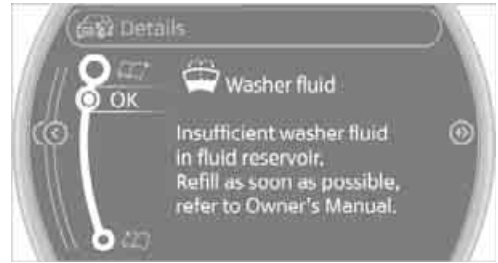 Details
Washer fluid
OK
Insufficient washer fluid
in fluid reservoir.
Refill as soon as possible,
refer to Owner's Manual.